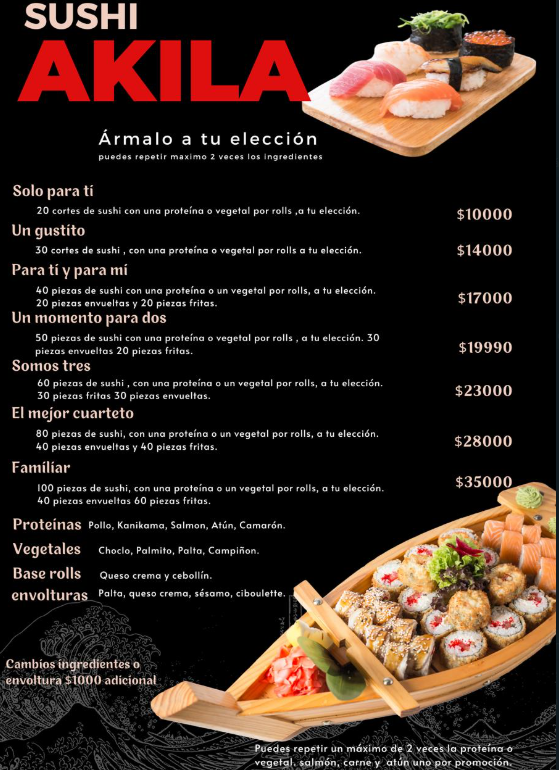 SUSHI
AKILA
Ármalo a tu elección
puedes repetir maximo 2 veces los ingredientes
Solo para tí
20 cortes de sushi con una proteína o vegetal por rolls ,a tu elección.
$10000
Un gustito
30 cortes de sushi , con una proteína o vegetal por rolls a tu elección.
$14000
Para tí y para mí
40 piezas de sushi con una proteína o un vegetal por rolls, a tu elección.
20 piezas envueltas y 20 piezas fritas.
$17000
Un momento para dos
50 piezas de sushi con una proteína o vegetal por rolls , a tu elección. 30
piezas envueltas 20 piezas fritas.
$19990
Somos tres
60 piezas de sushi , con una proteína o un vegetal por rolls, a tu elección.
30 piezas fritas 30 piezas envueltas.
$23000
El mejor cuarteto
80 piezas de sushi, con una proteína o un vegetal por rolls, a tu elección.
40 piezas envueltas y 40 piezas fritas.
$28000
Familiar
100 piezas de sushi, con una proteína o un vegetal por rolls, a tu elección.
40 piezas envueltas 60 piezas fritas.
$35000
Proteínas Pollo, Kanikama, Salmon, Atún, Camarón.
Vegetales Choclo, Palmito, Palta, Campiñon.
Base rolls Queso crema y cebollín.
envolturas Palta, queso crema, sésamo, ciboulette.
Cambios ingredientes o
envoltura $1000 adicional
Puedes repetir un máximo de 2 veces la proteína o
vegetal, salmón, carne y atún uno por promoción.